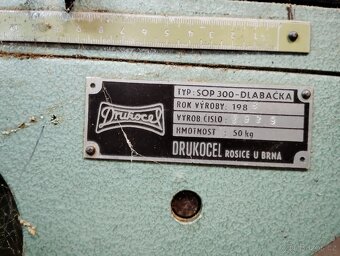 Drukocel
TYP: SOP 300-DLABAČKA
ROK VÝROBY: 198
VÝROB. ČÍSLO
HMOTNOST : 50 kg
DRUKOCEL ROSICE U BRNA